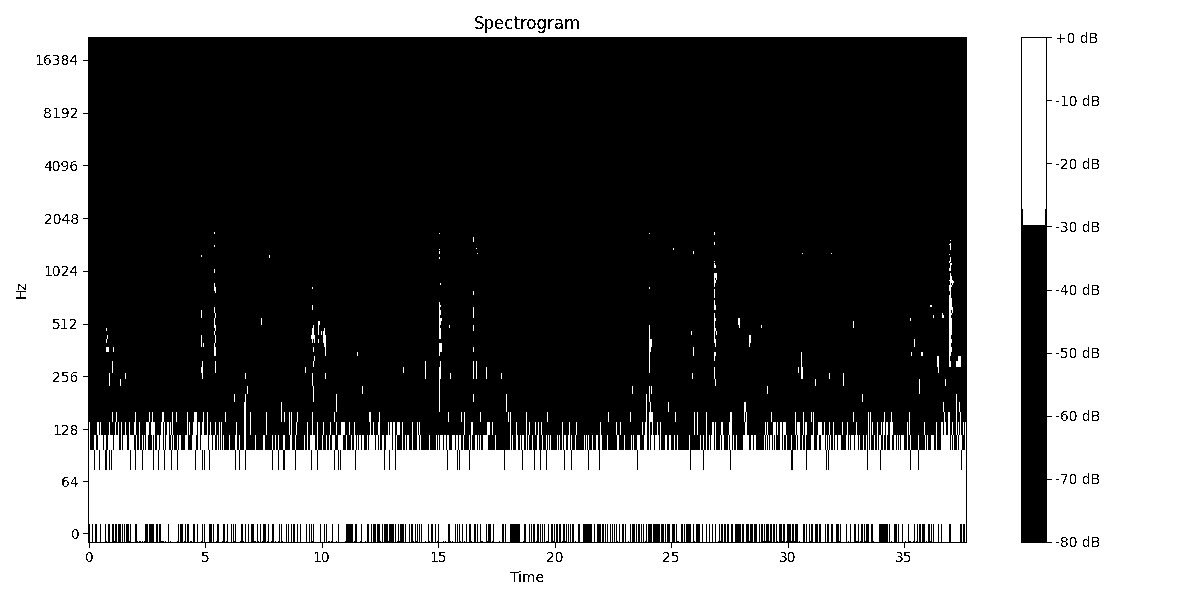 Spectrogram
Hz
16384
8192
4096
2048
1024
512
256
128
64
0
0 5 10 15 20 25 30 35
Time
+0 dB
-10 dB
-20 dB
-30 dB
-40 dB
-50 dB
-60 dB
-70 dB
-80 dB